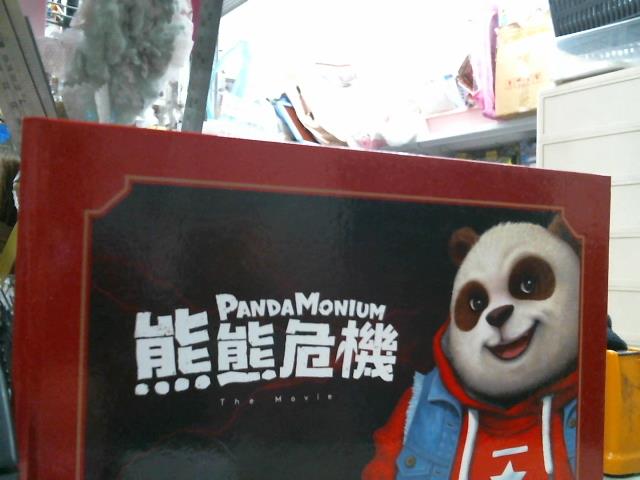 PANDAMONIUM
熊熊危機
The Movie